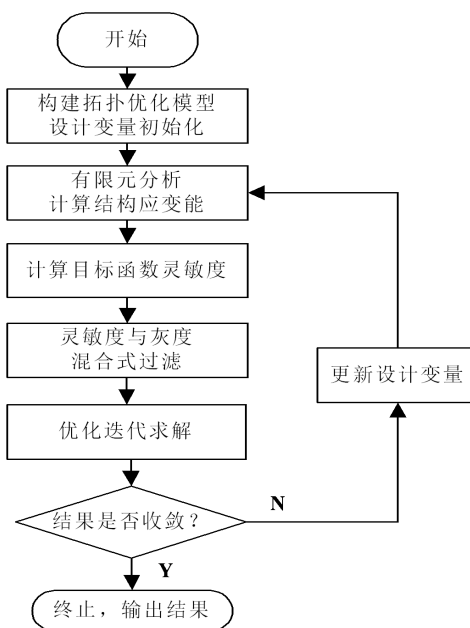 开始
构建拓扑优化模型
设计变量初始化
有限元分析
计算结构应变能
计算目标函数灵敏度
灵敏度与灰度
混合式过滤
更新设计变量
优化迭代求解
N
结果是否收敛?
Y
终止，输出结果